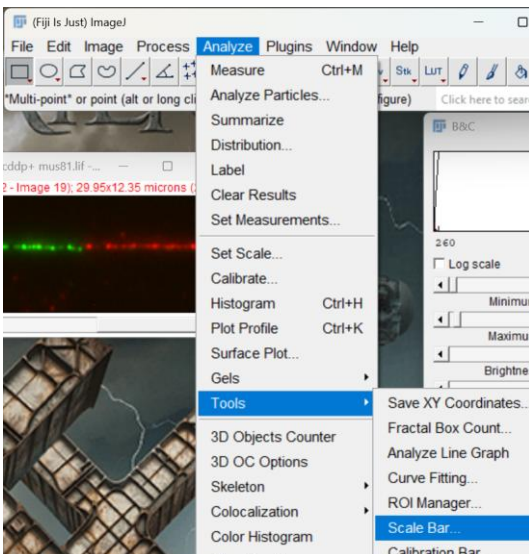 (Fiji Is Just) ImageJ
File Edit Image Process Analyze Plugins Window Help
Stk LUT
*Multi-point* or point (alt or long cli
figure)
Click here to sear
Measure Ctrl+M
Analyze Particles...
Summarize
Distribution...
Label
Clear Results
Set Measurements...
Set Scale...
Calibrate...
Histogram Ctrl+H
Plot Profile Ctrl+K
Surface Plot...
Gels
Tools
3D Objects Counter
3D OC Options
Skeleton
Colocalization
Color Histogram
Save XY Coordinates...
Fractal Box Count...
Analyze Line Graph
Curve Fitting...
ROI Manager...
Scale Bar...
Calibration Bar
cddp+ mus81.lif -...
2 - Image 19); 29.95x12.35 microns (
B&C
260
Log scale
Minimu
Maximu
Brightne